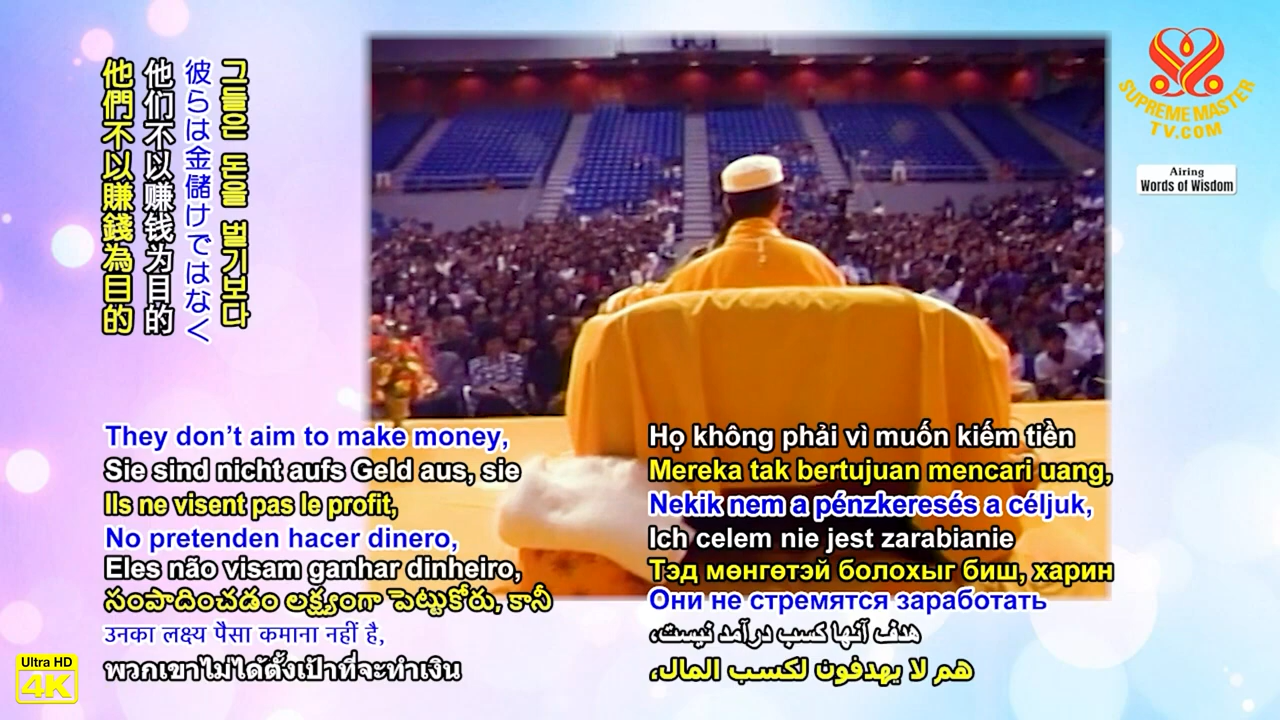 그들은 돈을 벌기보다
彼らは金儲けではなく
他们不以赚钱为目的
他們不以賺錢為目的
SUPREME MASTER
TV.COM
Airing
Words of Wisdom
They don’t aim to make money,
Sie sind nicht aufs Geld aus, sie
Ils ne visent pas le profit,
No pretenden hacer dinero,
Eles não visam ganhar dinheiro,
సంపాదించడం లక్ష్యంగా పెట్టుకోరు, కానీ
उनका लक्ष्य पैसा कमाना नहीं है,
พวกเขาไม่ได้ตั้งเป้าที่จะทำเงิน
Họ không phải vì muốn kiếm tiền
Mereka tak bertujuan mencari uang,
Nekik nem a pénzkeresés a céljuk,
Ich celem nie jest zarabianie
Тэд мөнгөтэй болохыг биш, харин
Они не стремятся заработать
هدف آنها کسب درآمد نیست،
هم لا يهدفون لكسب المال،
Ultra HD
4K